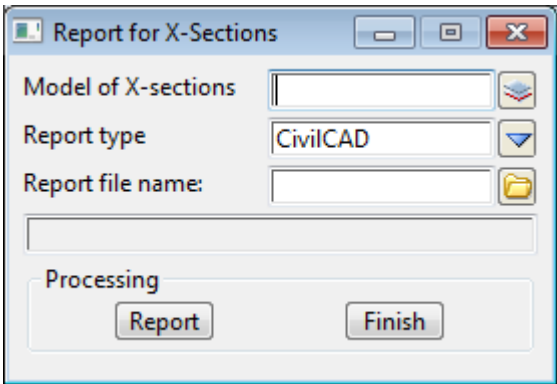 Report for X-Sections
Model of X-sections
Report type CivilCAD
Report file name:
Processing
Report Finish